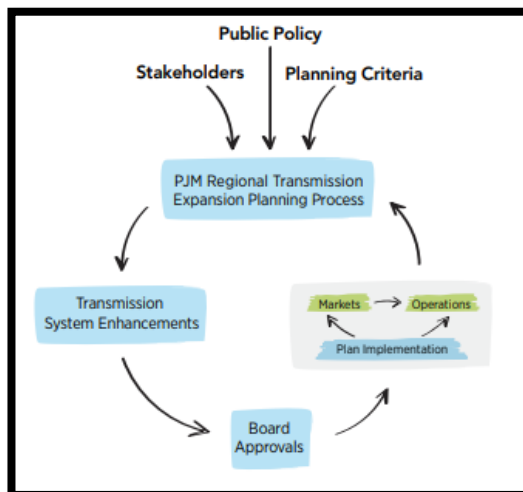 Public Policy
Stakeholders
Planning Criteria
PJM Regional Transmission
Expansion Planning Process
Transmission
System Enhancements
Markets
Operations
Plan Implementation
Board
Approvals